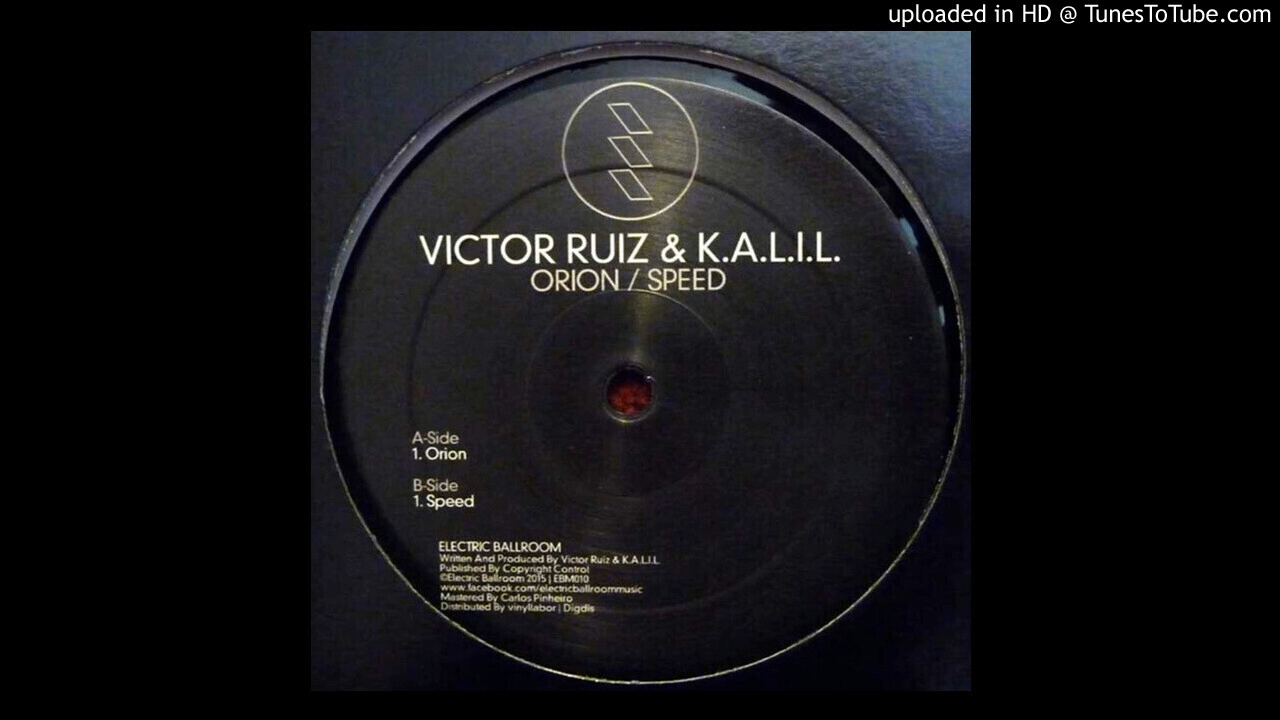 uploaded in HD @ TunesToTube.com
VICTOR RUIZ & K.A.L.I.L.
ORION / SPEED
A-Side
1. Orion
B-Side
1. Speed
ELECTRIC BALLROOM
Written And Produced By Victor Ruiz & K.A.L.I.L.
Published By Copyright Control
©Electric Ballroom 2015 | EBM010
www.facebook.com/electricballroommusic
Mastered By Carlos Pinheiro
Distributed By vinyllabor | Digdis